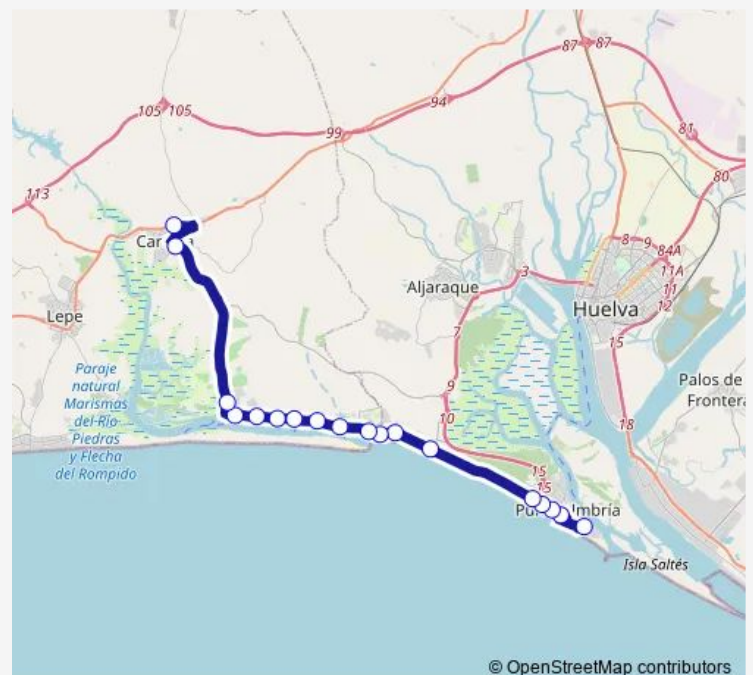 87
87
94
105
105
99
81
113
80
Car
8
9
84A
11A
11
12
3
Aljaraque
Huelva
Lepe
7
15
Paraje
natural
Marismas
del Río
Piedras
y Flecha
del Rompido
9
10
Palos de
Frontera
18
15
15
Pu
Umbría
Isla Saltés
© OpenStreetMap contributors